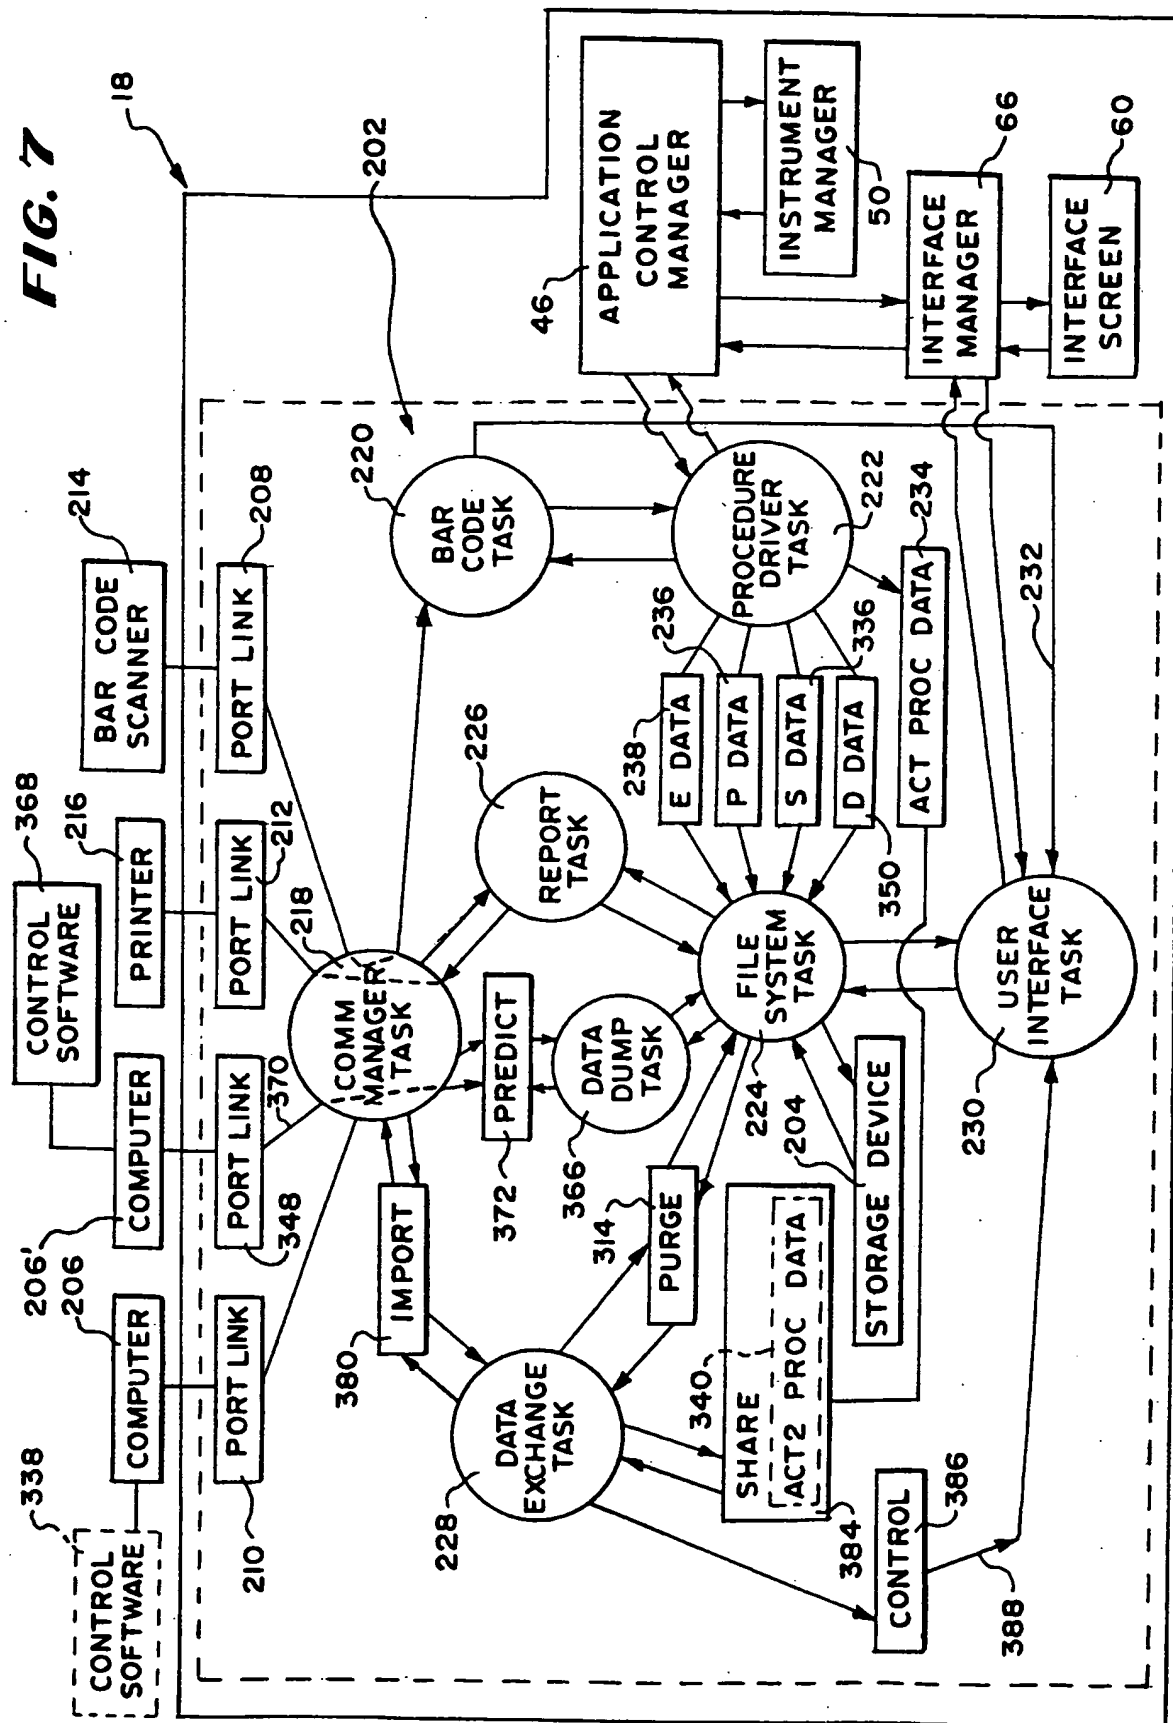 FIG. 7
18
338
CONTROL
SOFTWARE
206
COMPUTER
206'
COMPUTER
368
CONTROL
SOFTWARE
216
PRINTER
214
BAR CODE
SCANNER
202
210
PORT LINK
348
PORT LINK
370
212
PORT LINK
208
PORT LINK
218
COMM
MANAGER
TASK
220
BAR
CODE
TASK
46
APPLICATION
CONTROL
MANAGER
380
IMPORT
372
PREDICT
226
REPORT
TASK
INSTRUMENT
MANAGER
50
228
DATA
EXCHANGE
TASK
366
DATA
DUMP
TASK
238
E DATA
236
P DATA
336
S DATA
350
D DATA
PROCEDURE
DRIVER
TASK
222
314
PURGE
224
FILE
SYSTEM
TASK
234
ACT PROC DATA
INTERFACE
MANAGER
66
340
SHARE
ACT2 PROC DATA
384
204
STORAGE DEVICE
INTERFACE
SCREEN
60
CONTROL
386
388
230
USER
INTERFACE
TASK
232